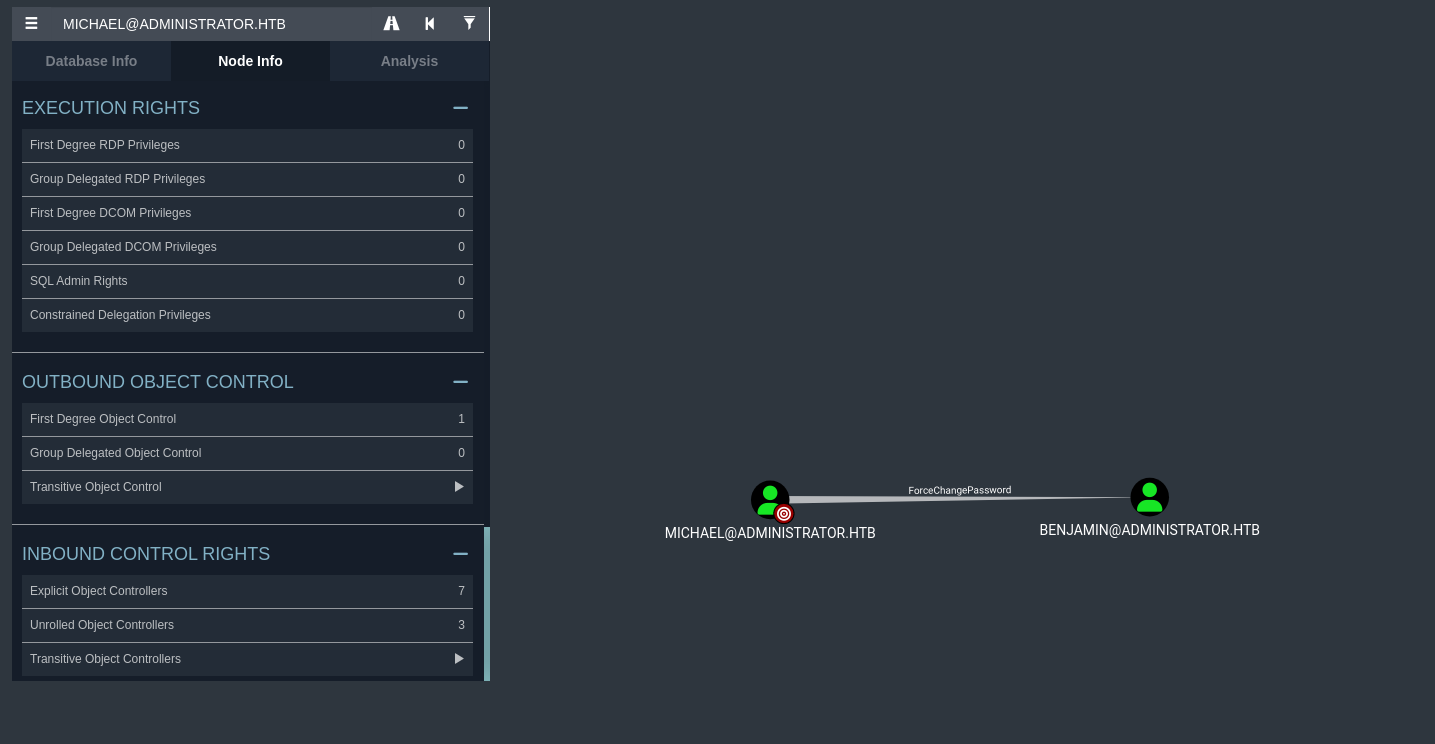 MICHAEL@ADMINISTRATOR.HTB
Database Info Node Info Analysis
EXECUTION RIGHTS
First Degree RDP Privileges 0
Group Delegated RDP Privileges 0
First Degree DCOM Privileges 0
Group Delegated DCOM Privileges 0
SQL Admin Rights 0
Constrained Delegation Privileges 0
OUTBOUND OBJECT CONTROL
First Degree Object Control 1
Group Delegated Object Control 0
Transitive Object Control
INBOUND CONTROL RIGHTS
Explicit Object Controllers 7
Unrolled Object Controllers 3
Transitive Object Controllers
ForceChangePassword
MICHAEL@ADMINISTRATOR.HTB
BENJAMIN@ADMINISTRATOR.HTB